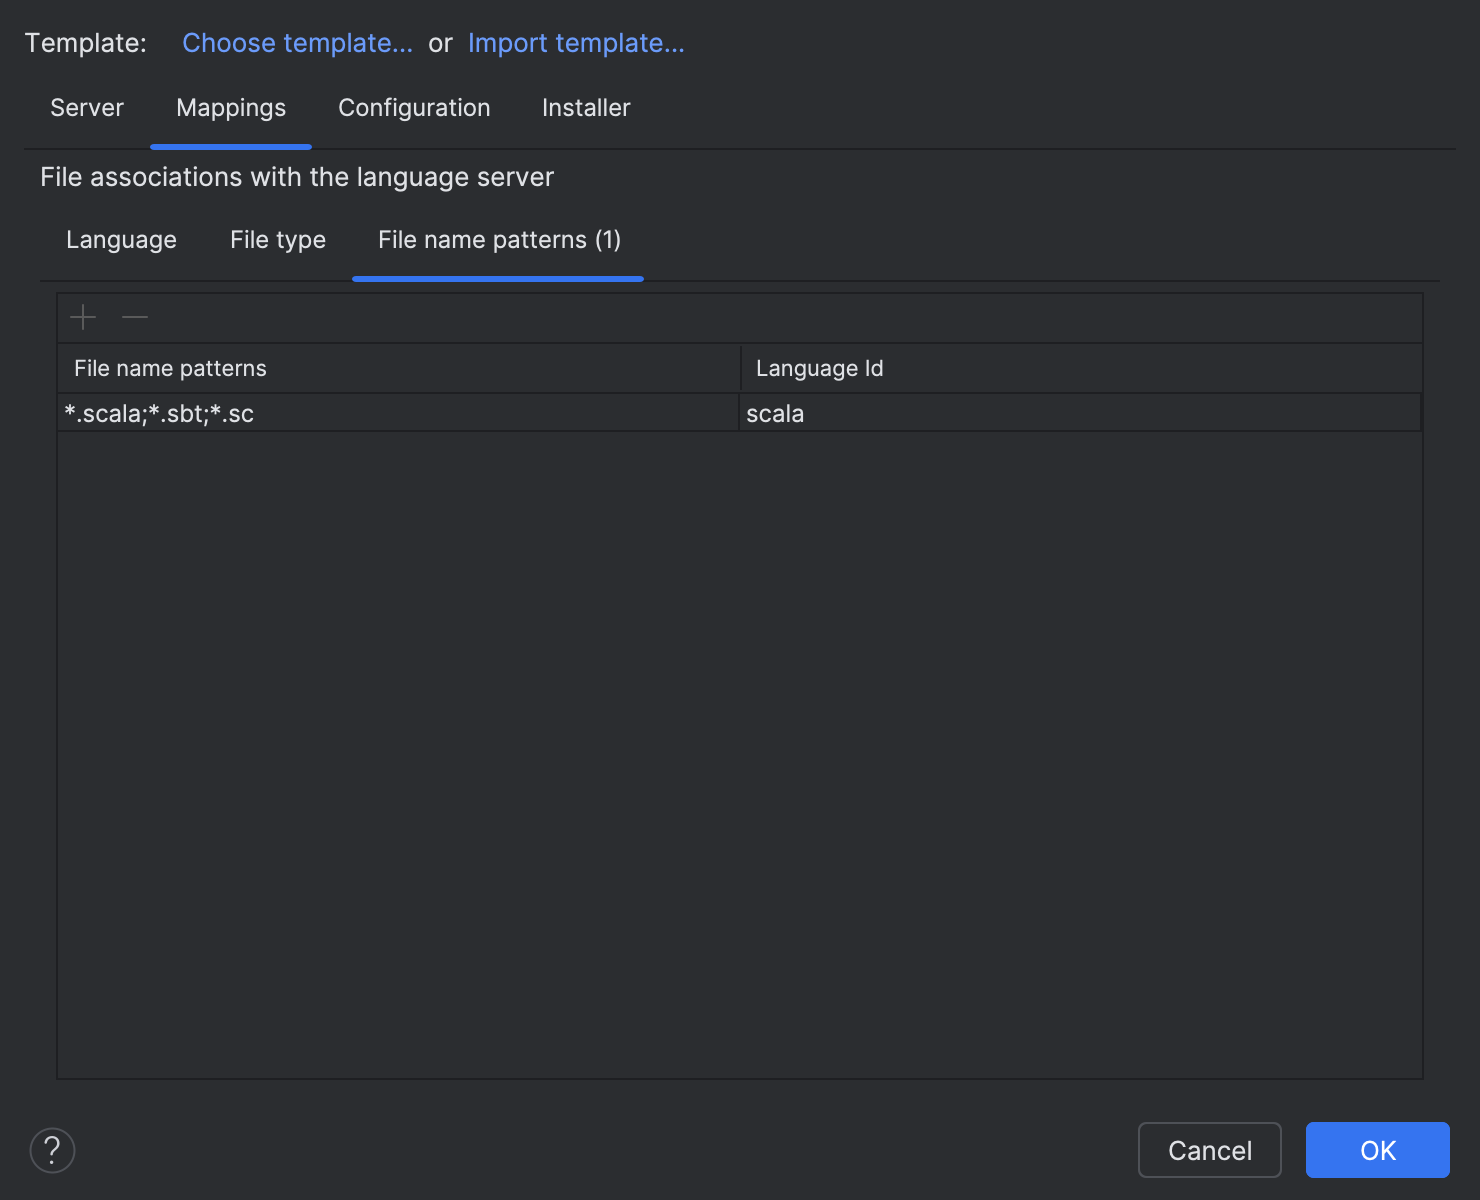 Template: Choose template... or Import template...
Server Mappings Configuration Installer
File associations with the language server
Language File type File name patterns (1)
File name patterns Language Id
*.scala;*.sbt;*.sc scala
? Cancel OK